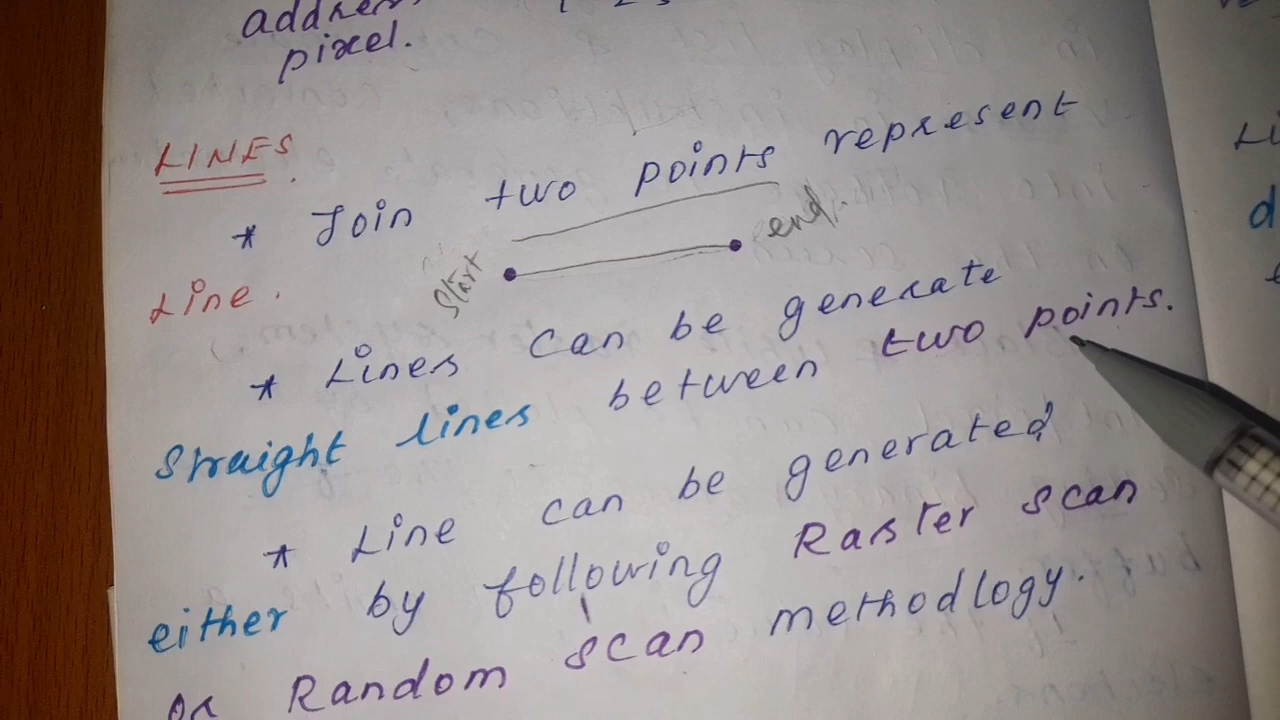 pixel.
LINES.
* Join two points represent
Line.
start end.
* Lines can be generate
Straight lines between two points.
* Line can be generated
either by following Raster scan
or Random scan methodlogy.